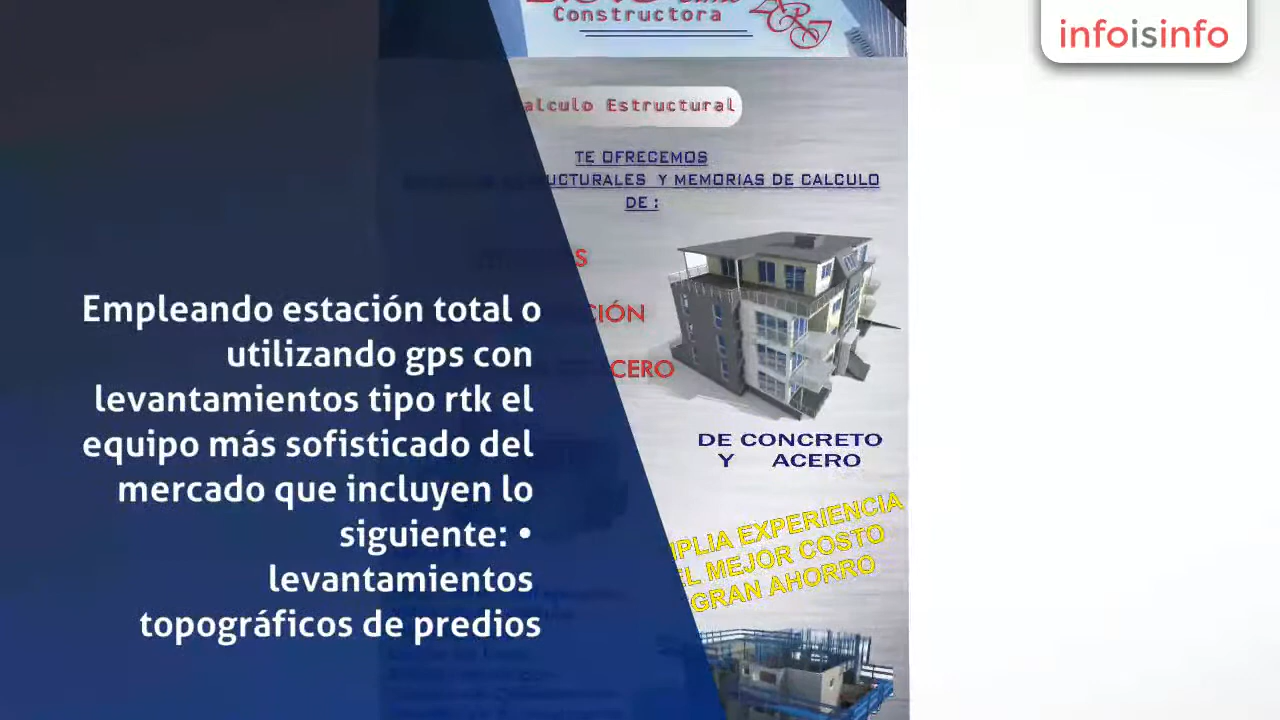 infoisinfo
Constructora
alculo Estructural
TE OFRECEMOS
UCTURALES Y MEMORIAS DE CALCULO
DE :
S
CIÓN
CERO
DE CONCRETO
Y ACERO
MPLIA EXPERIENCIA
EL MEJOR COSTO
GRAN AHORRO
Empleando estación total o
utilizando gps con
levantamientos tipo rtk el
equipo más sofisticado del
mercado que incluyen lo
siguiente: •
levantamientos
topográficos de predios